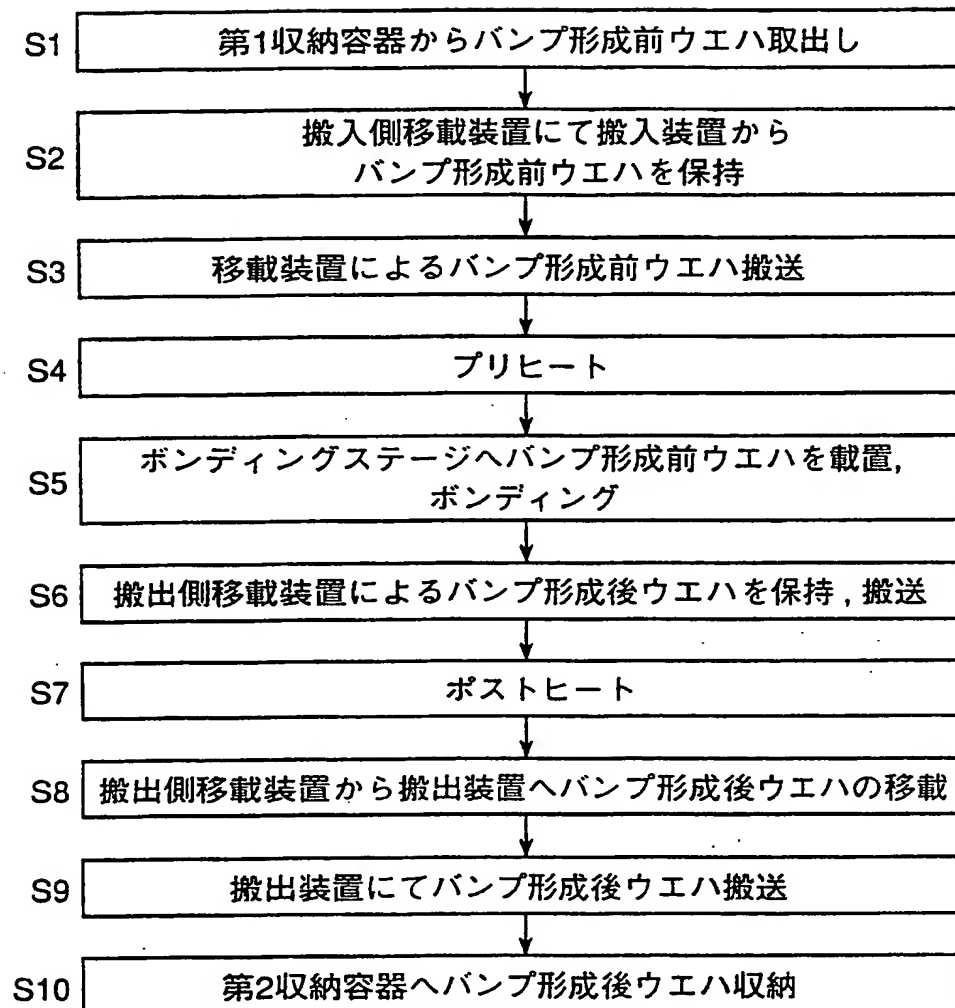 S1 第1収納容器からバンプ形成前ウエハ取出し
S2 搬入側移載装置にて搬入装置から
バンプ形成前ウエハを保持
S3 移載装置によるバンプ形成前ウエハ搬送
S4 プリヒート
S5 ボンディングステージへバンプ形成前ウエハを載置,
ボンディング
S6 搬出側移載装置によるバンプ形成後ウエハを保持,搬送
S7 ポストヒート
S8 搬出側移載装置から搬出装置へバンプ形成後ウエハの移載
S9 搬出装置にてバンプ形成後ウエハ搬送
S10 第2収納容器へバンプ形成後ウエハ収納